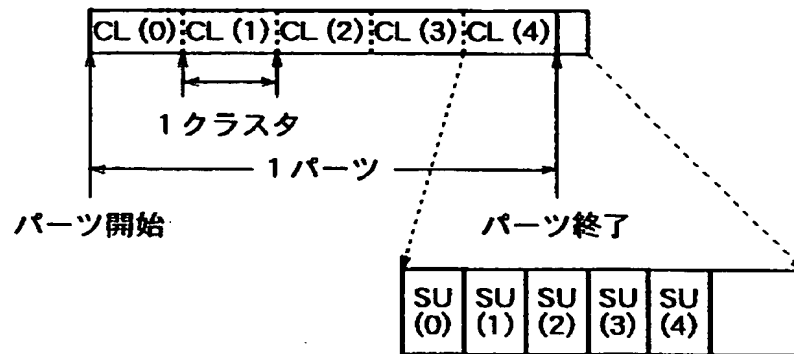 CL (0) CL (1) CL (2) CL (3) CL (4)
1 クラスタ
1 パーツ
パーツ開始 パーツ終了
SU SU SU SU SU
(0) (1) (2) (3) (4)